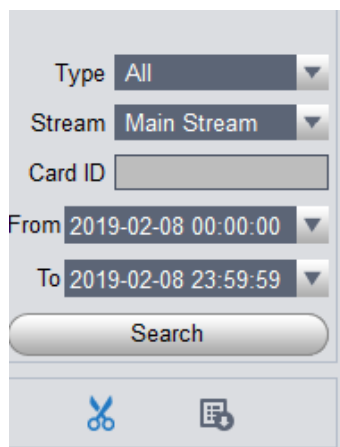 Type All
Stream Main Stream
Card ID
From 2019-02-08 00:00:00
To 2019-02-08 23:59:59
Search